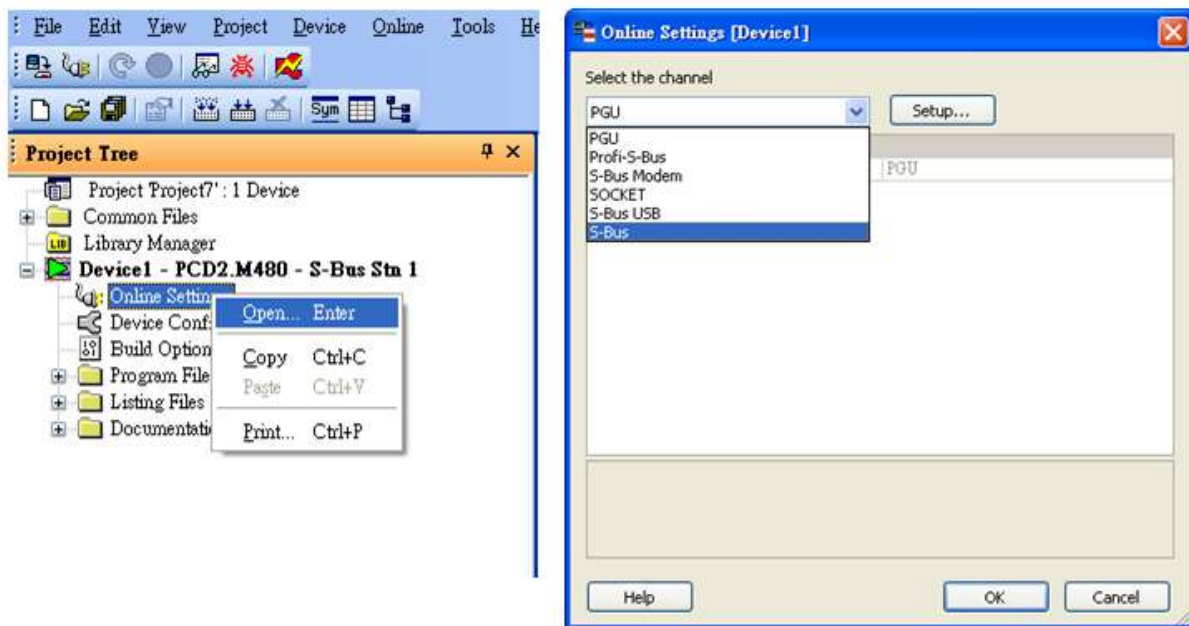 File Edit View Project Device Online Tools He
Sym
Project Tree
Project 'Project7': 1 Device
Common Files
LIB Library Manager
Device1 - PCD2.M480 - S-Bus Stn 1
Online Settin
Device Conf
Build Option
Program File
Listing Files
Documentati
Open... Enter
Copy Ctrl+C
Paste Ctrl+V
Print... Ctrl+P
Online Settings [Device1]
Select the channel
PGU Setup...
PGU
Profi-S-Bus
S-Bus Modem
SOCKET
S-Bus USB
S-Bus
PGU
Help OK Cancel